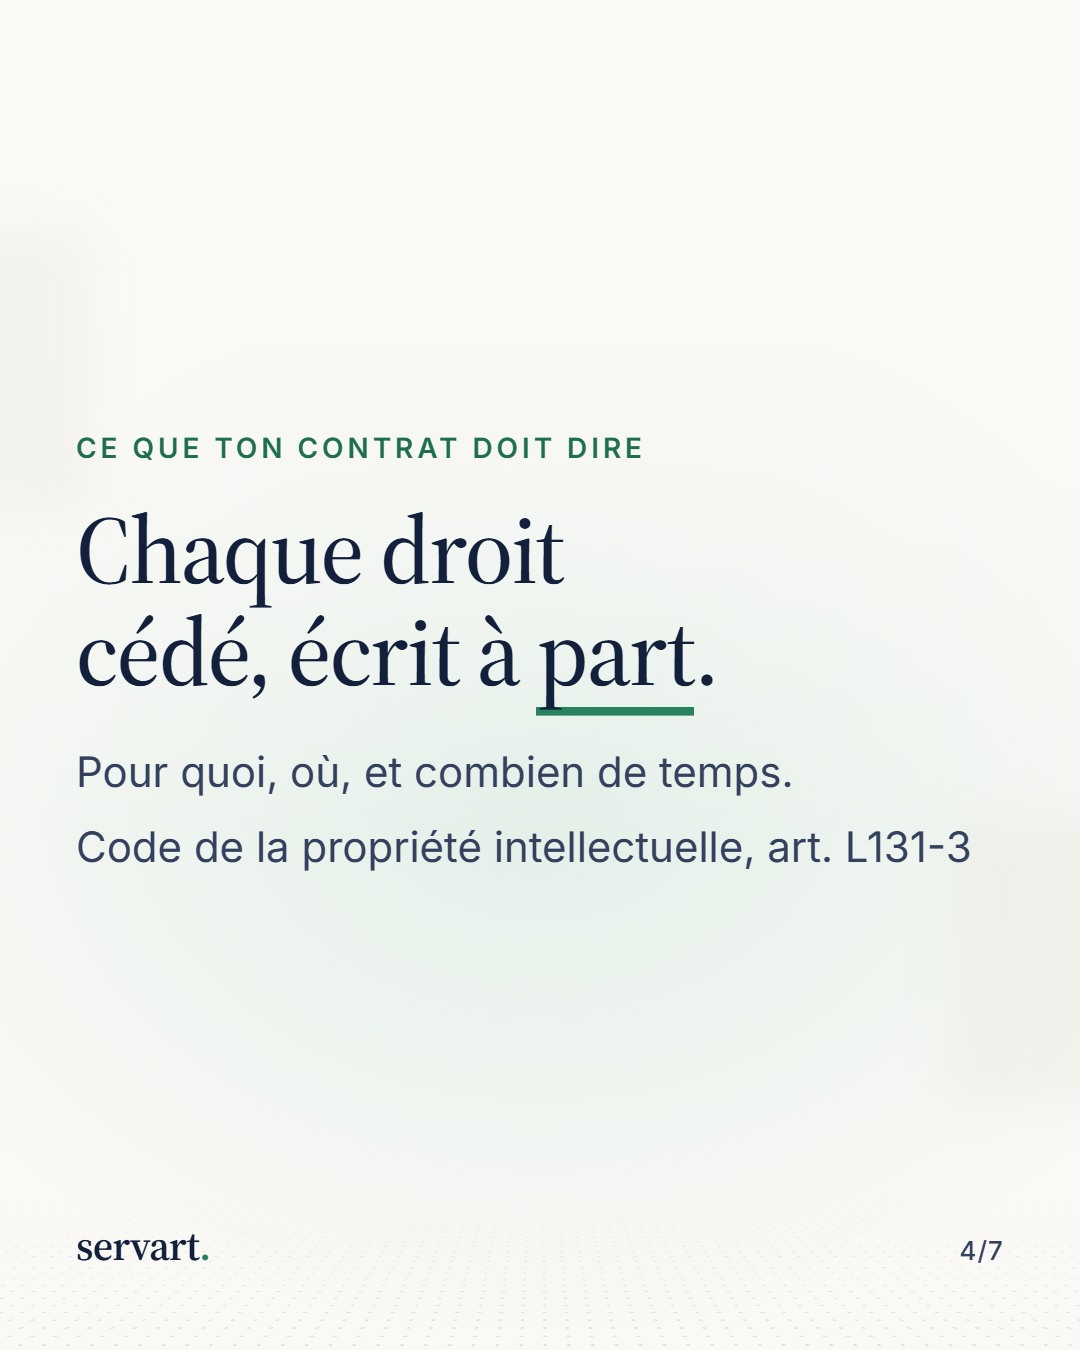 CE QUE TON CONTRAT DOIT DIRE
Chaque droit
cédé, écrit à part.
Pour quoi, où, et combien de temps.
Code de la propriété intellectuelle, art. L131-3
servart.
4/7